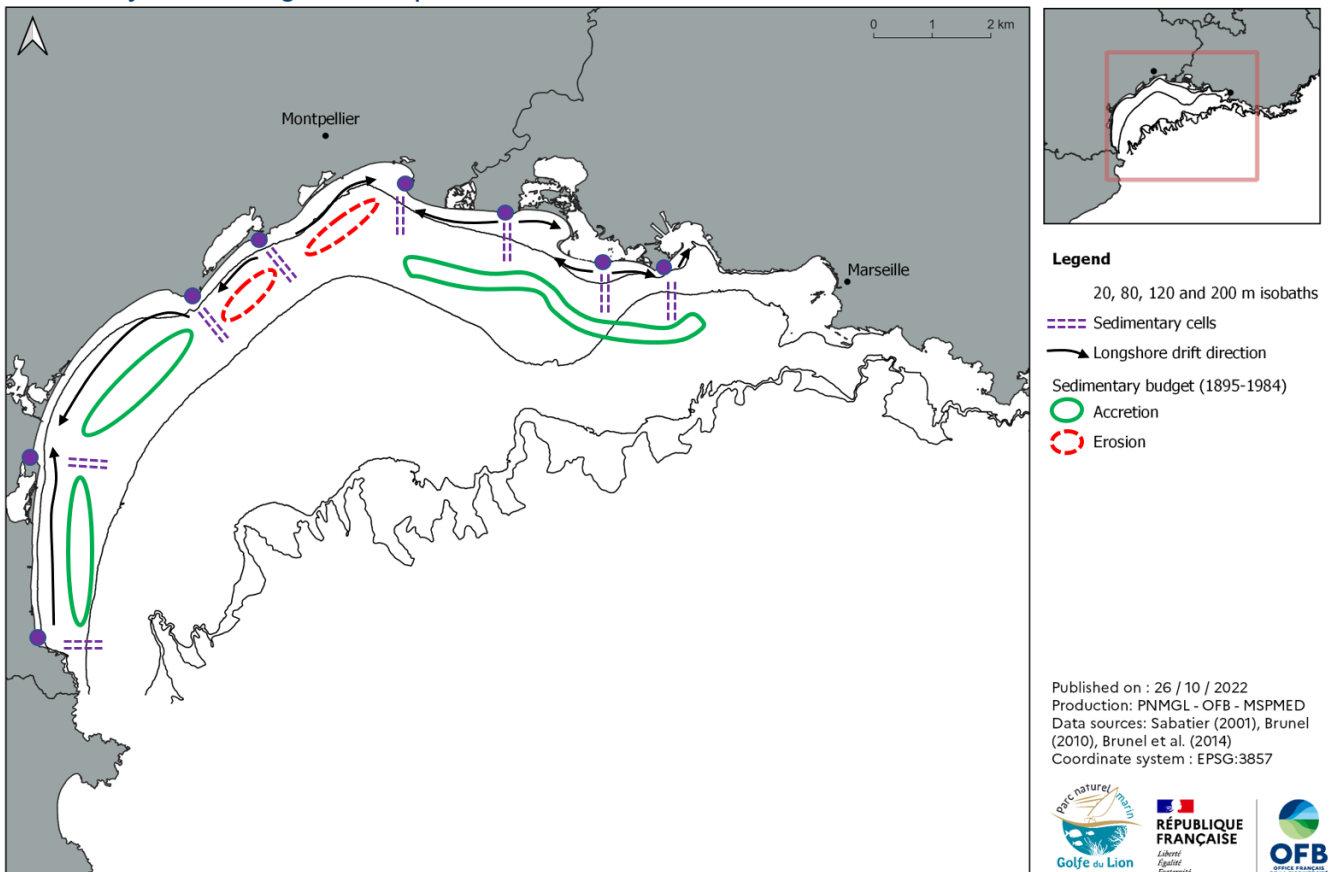 0 1 2 km
Montpellier
Marseille
Legend
20, 80, 120 and 200 m isobaths
Sedimentary cells
Longshore drift direction
Sedimentary budget (1895-1984)
Accretion
Erosion
Published on : 26 / 10 / 2022
Production: PNMGL - OFB - MSPMED
Data sources: Sabatier (2001), Brunel
(2010), Brunel et al. (2014)
Coordinate system : EPSG:3857
Parc naturel marin
Golfe du Lion
RÉPUBLIQUE
FRANÇAISE
Liberté
Égalité
Fraternité
OFB